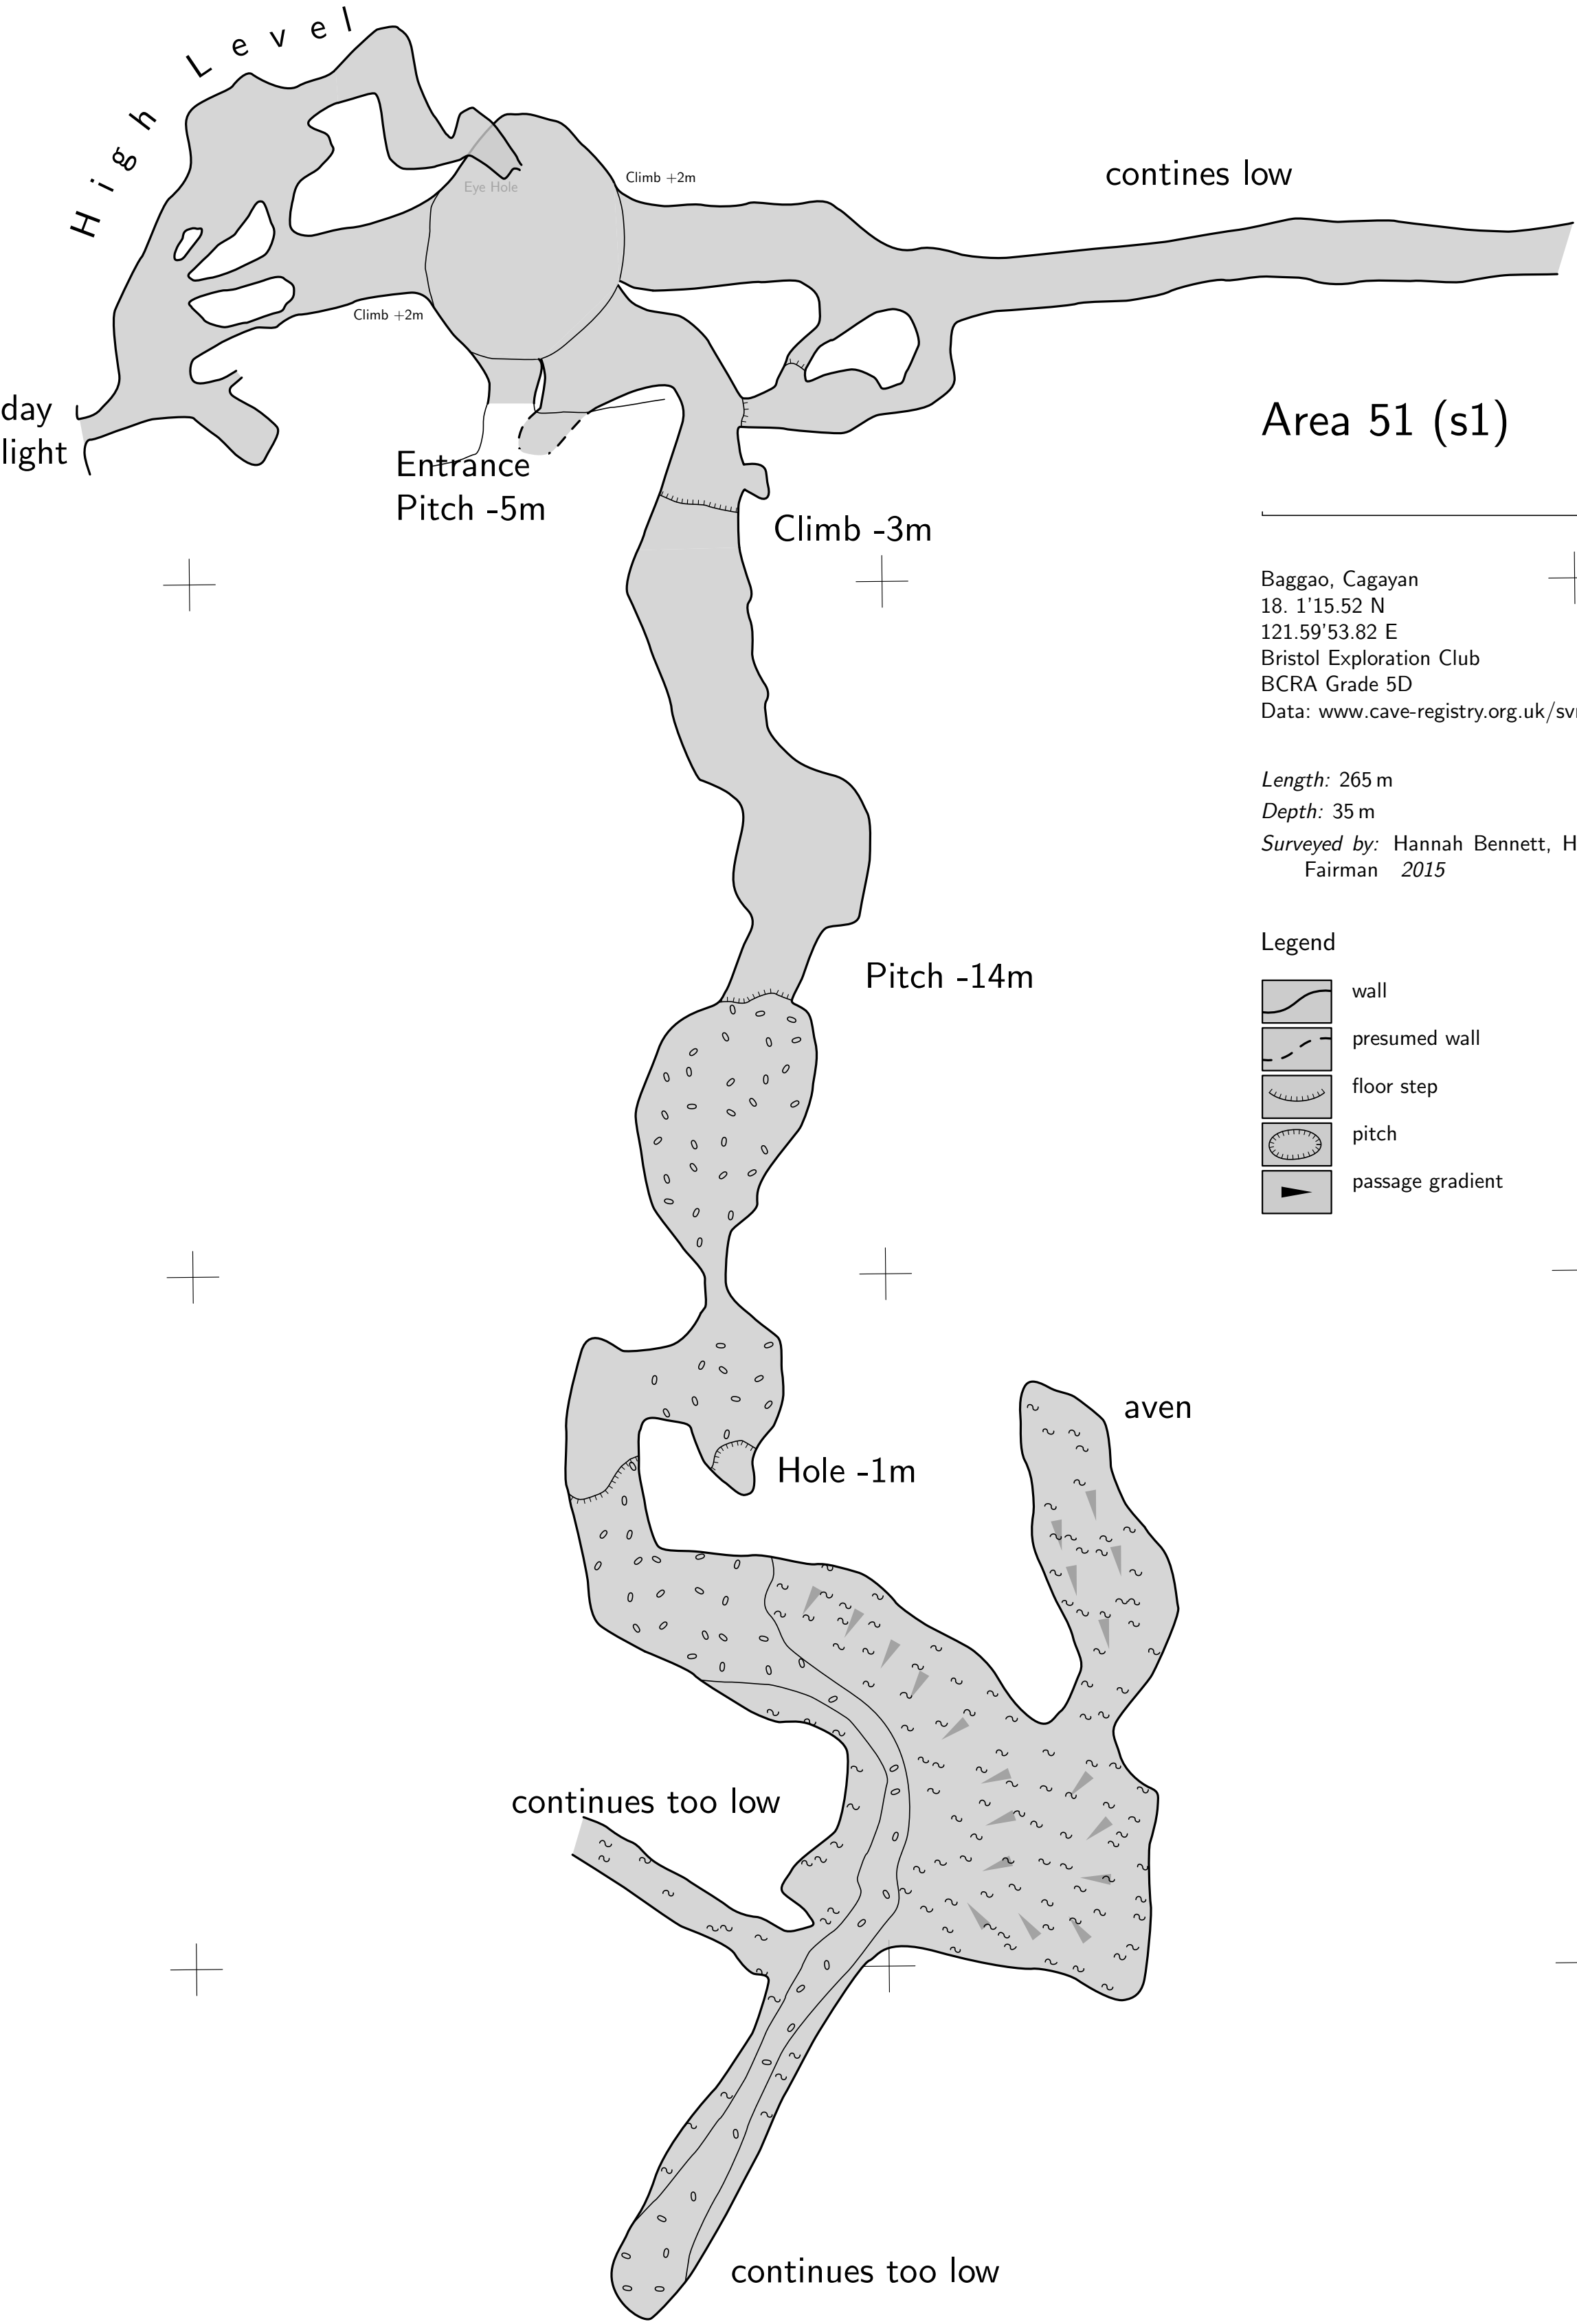 High Level
Climb +2m
contines low
Eye Hole
Climb +2m
day
light
Entrance
Pitch -5m
Climb -3m
Area 51 (s1)
Baggao, Cagayan
18. 1'15.52 N
121.59'53.82 E
Bristol Exploration Club
BCRA Grade 5D
Data: www.cave-registry.org.uk/sv
Length: 265 m
Depth: 35 m
Surveyed by: Hannah Bennett, H
Fairman 2015
Legend
wall
presumed wall
floor step
pitch
passage gradient
Pitch -14m
Hole -1m
aven
continues too low
continues too low